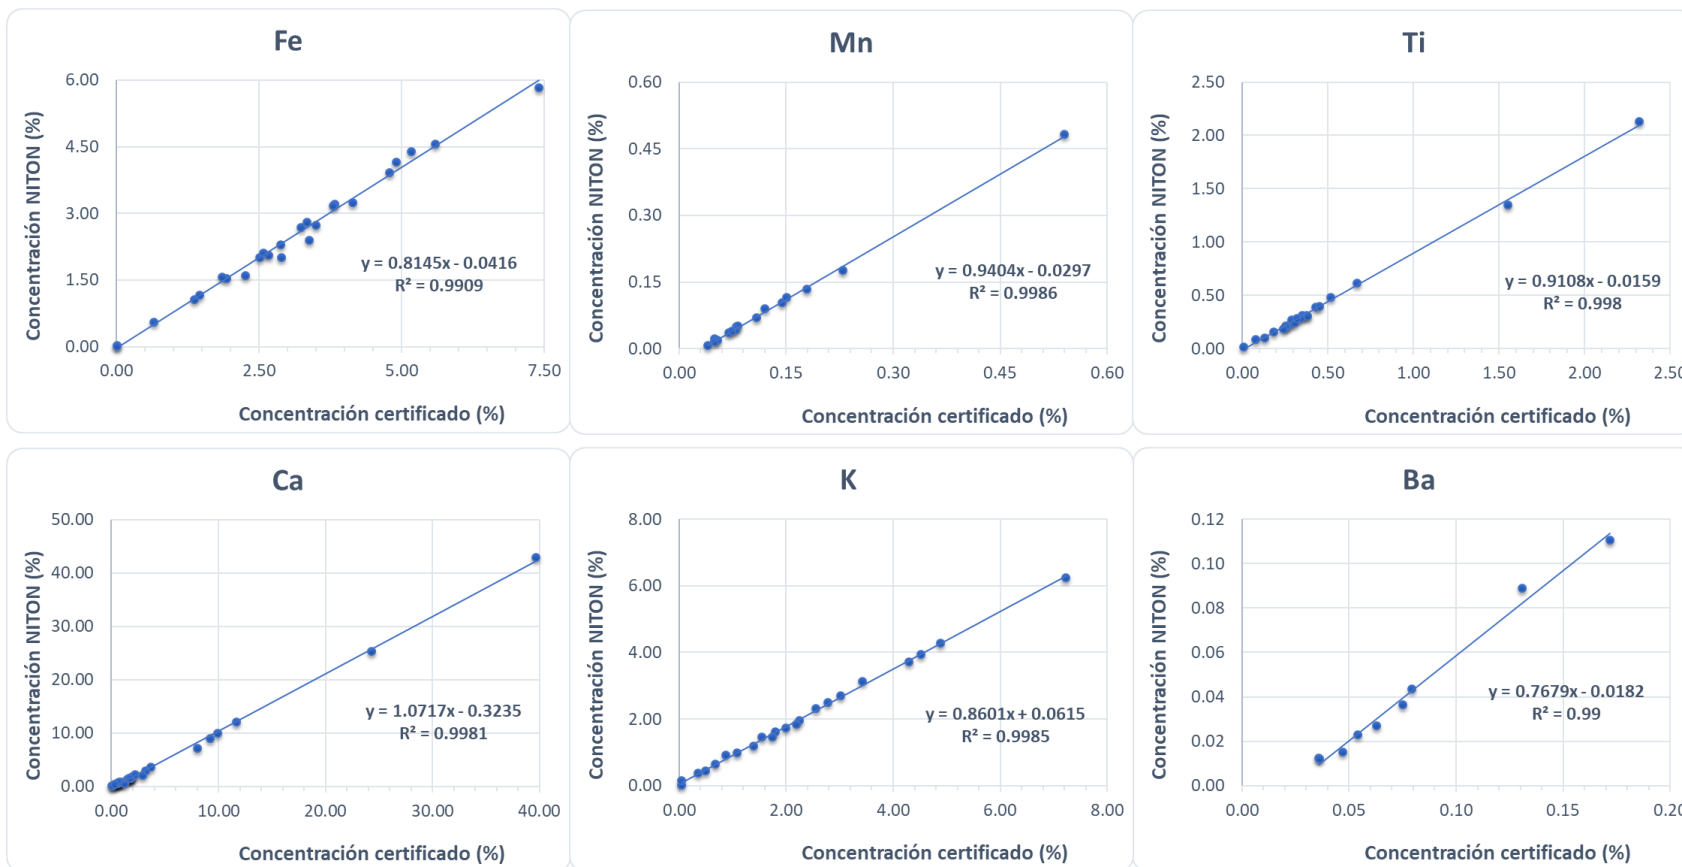 Fe
Concentración NITON (%)
6.00
4.50
3.00
1.50
0.00
0.00 2.50 5.00 7.50
y = 0.8145x - 0.0416
R² = 0.9909
Concentración certificado (%)
Mn
Concentración NITON (%)
0.60
0.45
0.30
0.15
0.00
0.00 0.15 0.30 0.45 0.60
y = 0.9404x - 0.0297
R² = 0.9986
Concentración certificado (%)
Ti
Concentración NITON (%)
2.50
2.00
1.50
1.00
0.50
0.00
0.00 0.50 1.00 1.50 2.00 2.50
y = 0.9108x - 0.0159
R² = 0.998
Concentración certificado (%)
Ca
Concentración NITON (%)
50.00
40.00
30.00
20.00
10.00
0.00
0.00 10.00 20.00 30.00 40.00
y = 1.0717x - 0.3235
R² = 0.9981
Concentración certificado (%)
K
Concentración NITON (%)
8.00
6.00
4.00
2.00
0.00
0.00 2.00 4.00 6.00 8.00
y = 0.8601x + 0.0615
R² = 0.9985
Concentración certificado (%)
Ba
Concentración NITON (%)
0.12
0.10
0.08
0.06
0.04
0.02
0.00
0.00 0.05 0.10 0.15 0.20
y = 0.7679x - 0.0182
R² = 0.99
Concentración certificado (%)